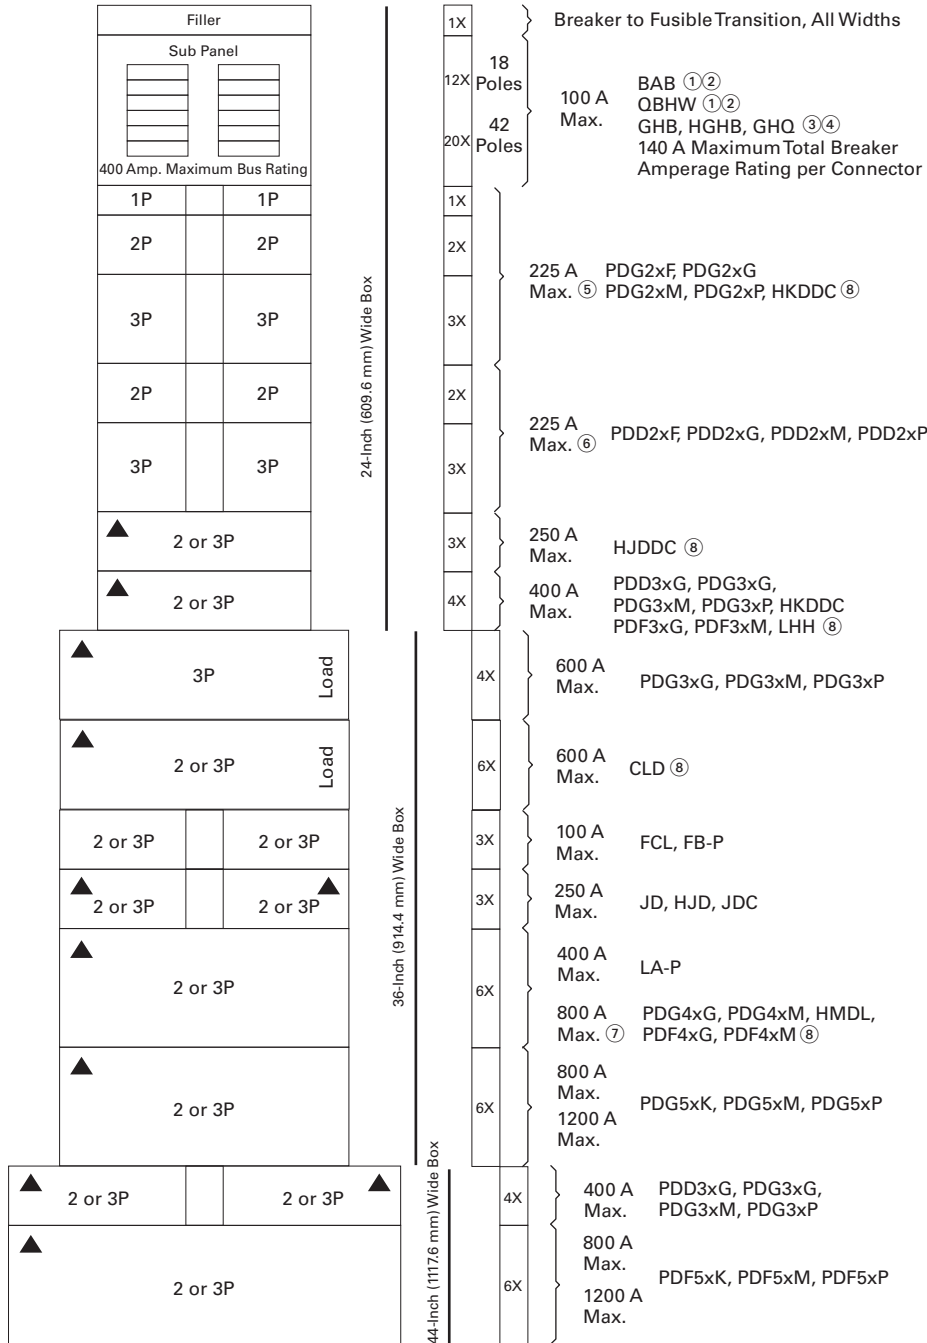 Filler
1X
Breaker to Fusible Transition, All Widths
Sub Panel
400 Amp. Maximum Bus Rating
12X
18
Poles
20X
42
Poles
100 A
Max.
BAB ①②
QBHW ①②
GHB, HGHB, GHQ ③④
140 A Maximum Total Breaker
Amperage Rating per Connector
1P 1P
1X
2P 2P
2X
3P 3P
3X
225 A
Max. ⑤
PDG2xF, PDG2xG
PDG2xM, PDG2xP, HKDDC ⑧
24-Inch (609.6 mm) Wide Box
2P 2P
2X
3P 3P
3X
225 A
Max. ⑥
PDD2xF, PDD2xG, PDD2xM, PDD2xP
2 or 3P
3X
250 A
Max.
HJDDC ⑧
2 or 3P
4X
400 A
Max.
PDD3xG, PDG3xG,
PDG3xM, PDG3xP, HKDDC
PDF3xG, PDF3xM, LHH ⑧
3P
Load
4X
600 A
Max.
PDG3xG, PDG3xM, PDG3xP
2 or 3P
Load
6X
600 A
Max.
CLD ⑧
36-Inch (914.4 mm) Wide Box
2 or 3P 2 or 3P
3X
100 A
Max.
FCL, FB-P
2 or 3P 2 or 3P
3X
250 A
Max.
JD, HJD, JDC
2 or 3P
6X
400 A
Max.
LA-P
800 A
Max. ⑦
PDG4xG, PDG4xM, HMDL,
PDF4xG, PDF4xM ⑧
2 or 3P
6X
800 A
Max.
1200 A
Max.
PDG5xK, PDG5xM, PDG5xP
44-Inch (1117.6 mm) Wide Box
2 or 3P 2 or 3P
4X
400 A
Max.
PDD3xG, PDG3xG,
PDG3xM, PDG3xP
2 or 3P
6X
800 A
Max.
1200 A
Max.
PDF5xK, PDF5xM, PDF5xP